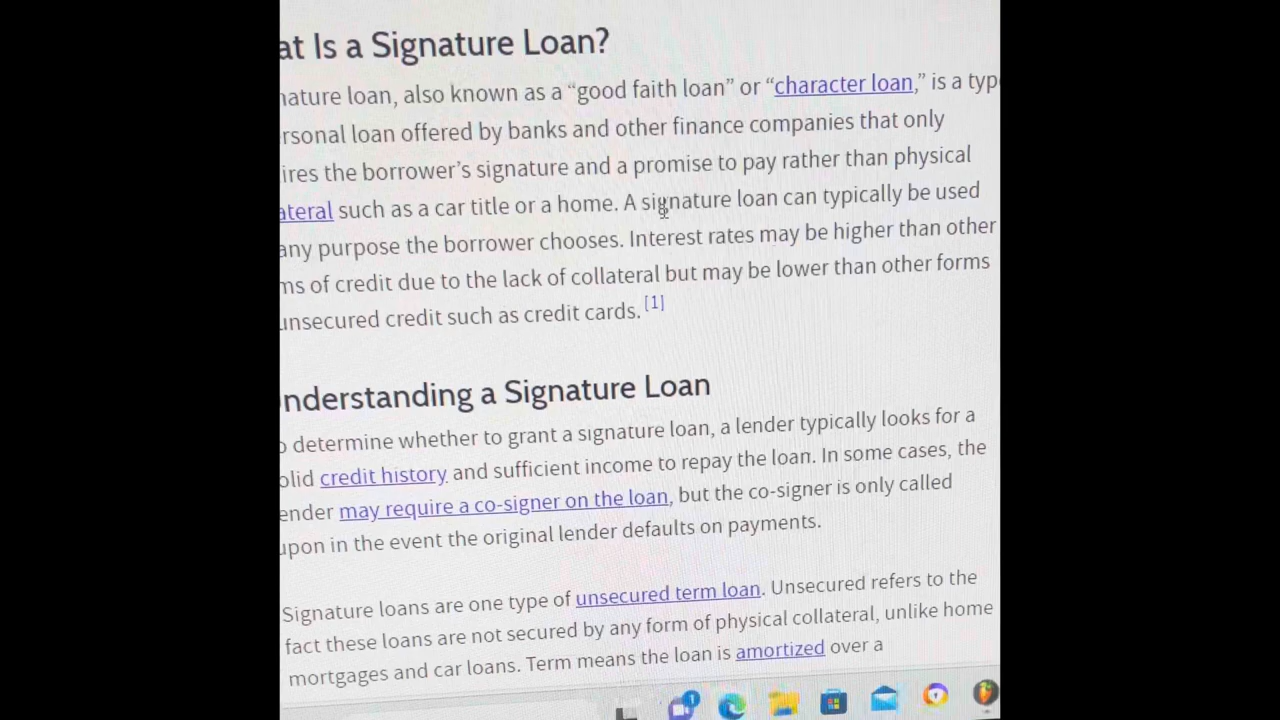 at Is a Signature Loan?
nature loan, also known as a “good faith loan” or “character loan,” is a typ
rsonal loan offered by banks and other finance companies that only
ires the borrower’s signature and a promise to pay rather than physical
ateral such as a car title or a home. A signature loan can typically be used
any purpose the borrower chooses. Interest rates may be higher than other
ms of credit due to the lack of collateral but may be lower than other forms
unsecured credit such as credit cards. [1]
nderstanding a Signature Loan
o determine whether to grant a signature loan, a lender typically looks for a
olid credit history and sufficient income to repay the loan. In some cases, the
ender may require a co-signer on the loan, but the co-signer is only called
upon in the event the original lender defaults on payments.
Signature loans are one type of unsecured term loan. Unsecured refers to the
fact these loans are not secured by any form of physical collateral, unlike home
mortgages and car loans. Term means the loan is amortized over a
1